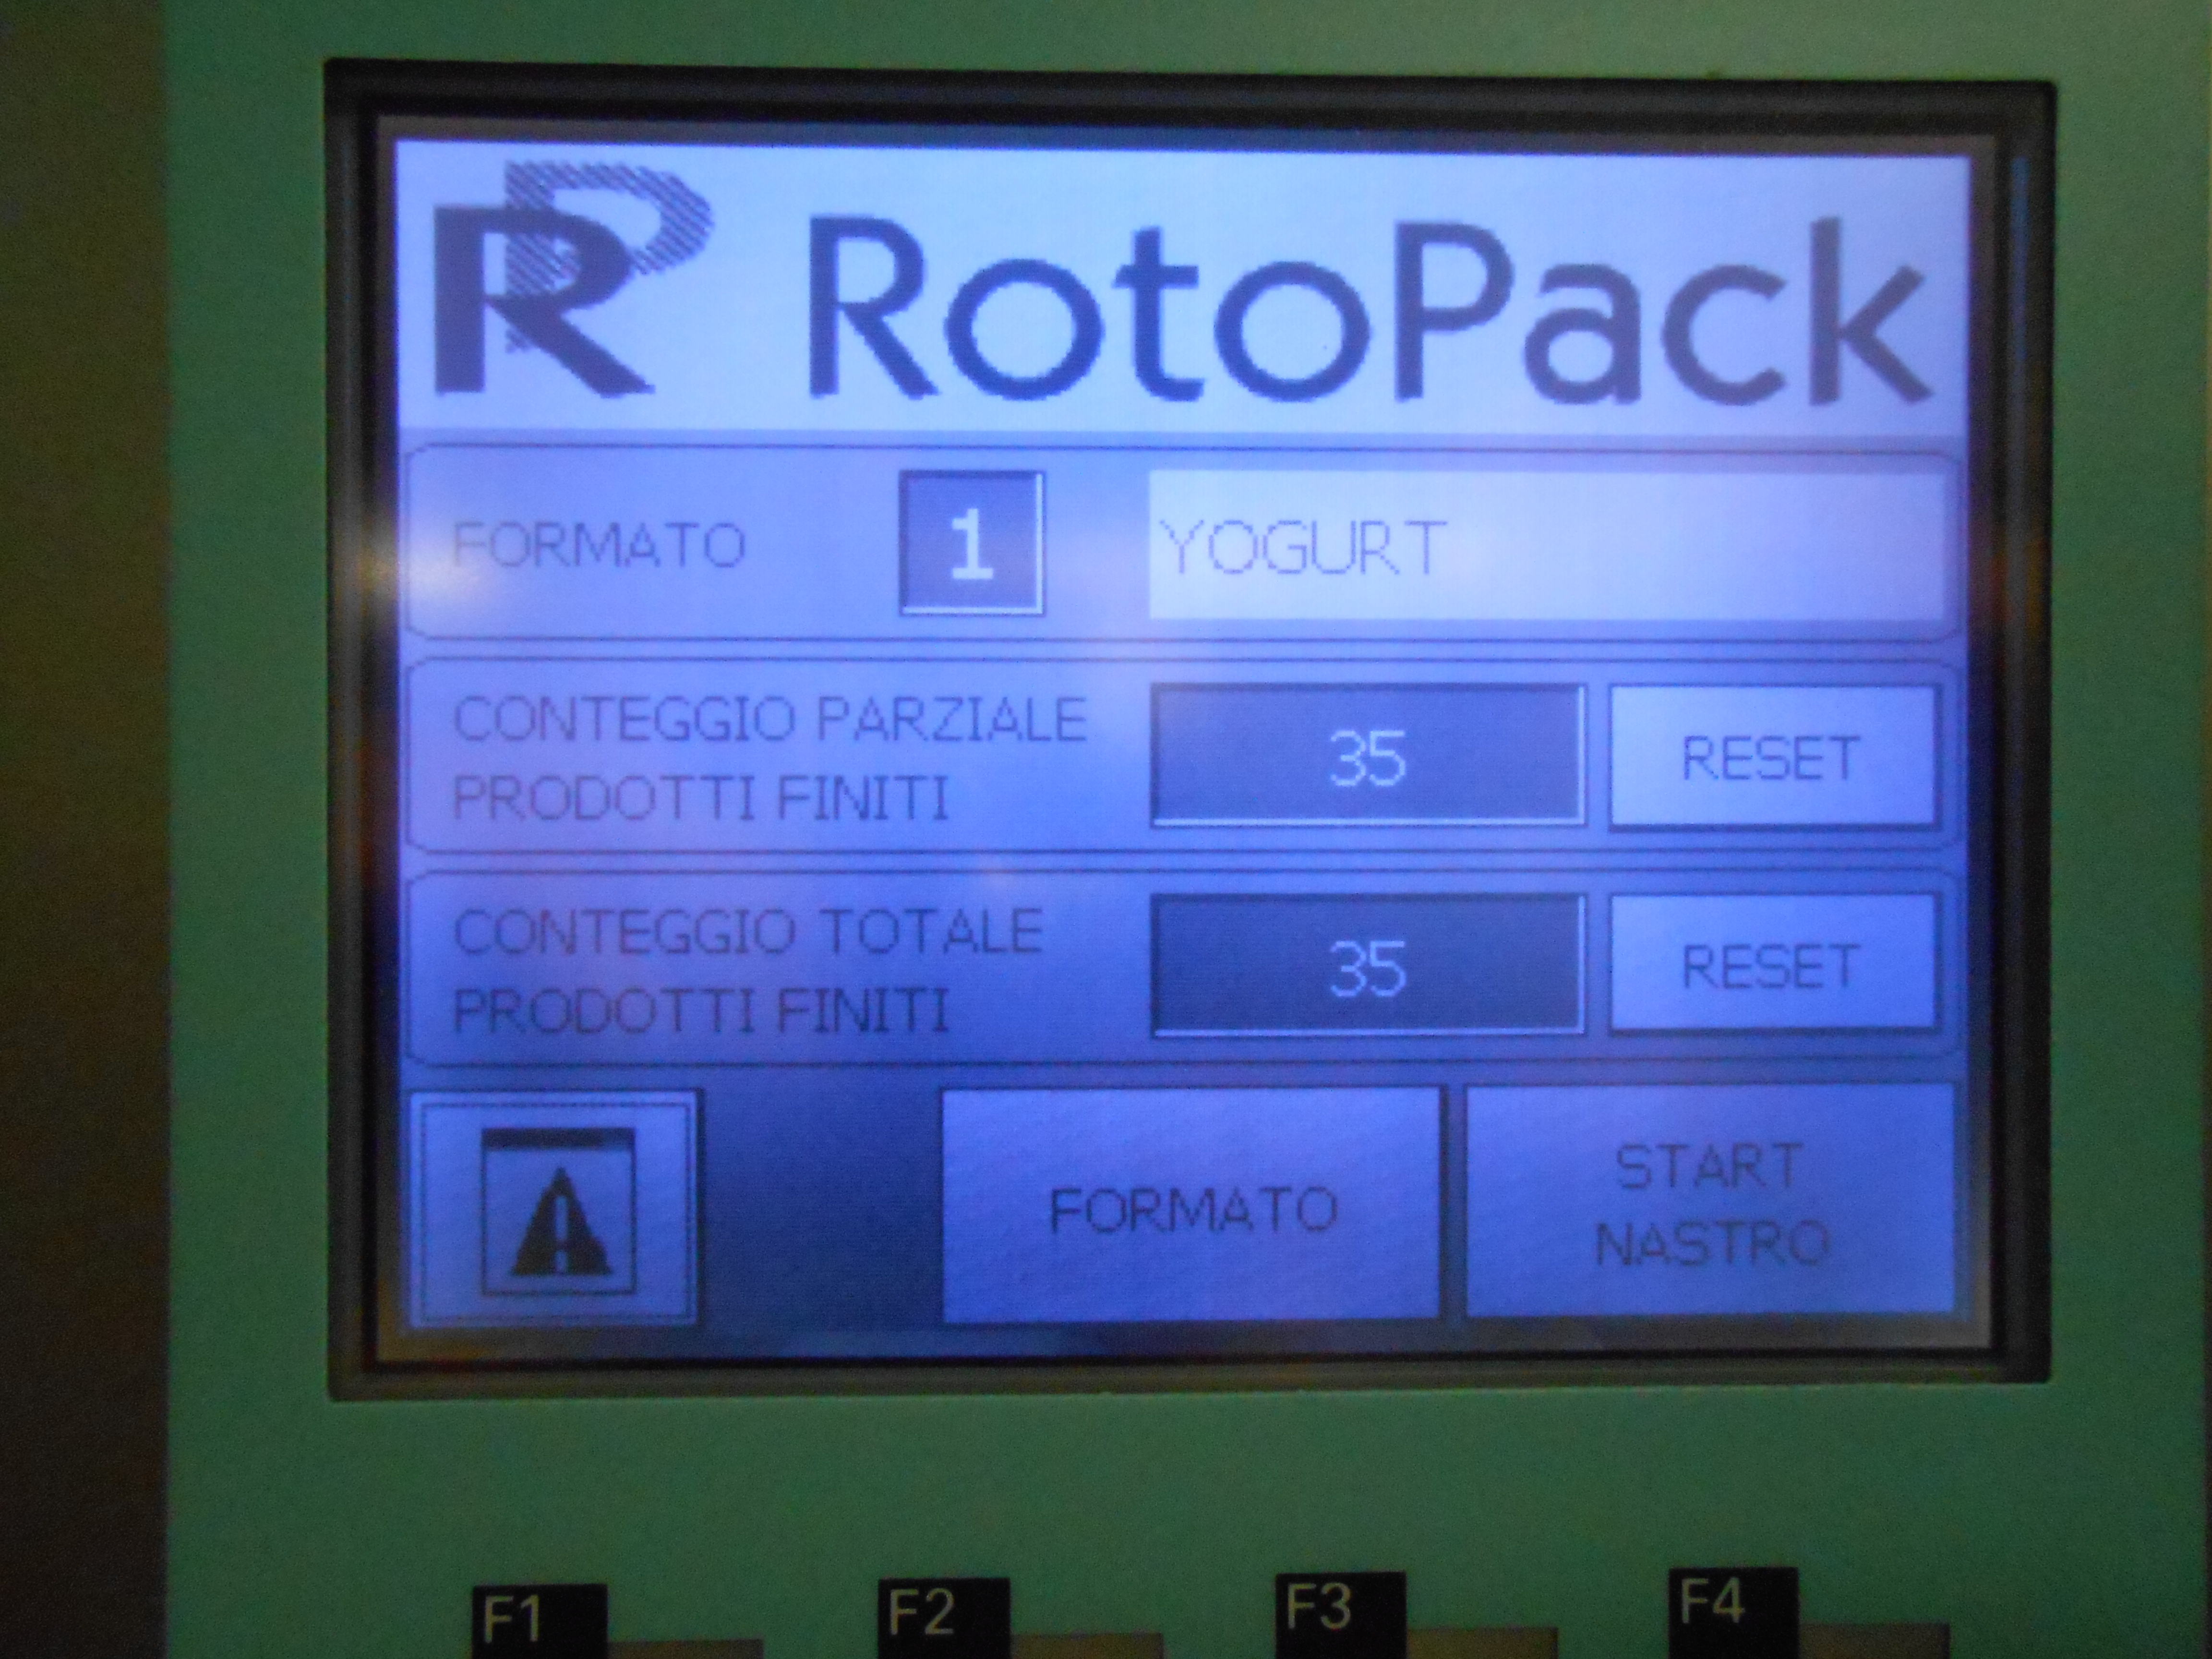 RP RotoPack
FORMATO 1 YOGURT
CONTEGGIO PARZIALE
PRODOTTI FINITI
35 RESET
CONTEGGIO TOTALE
PRODOTTI FINITI
35 RESET
FORMATO
START
NASTRO
F1 F2 F3 F4